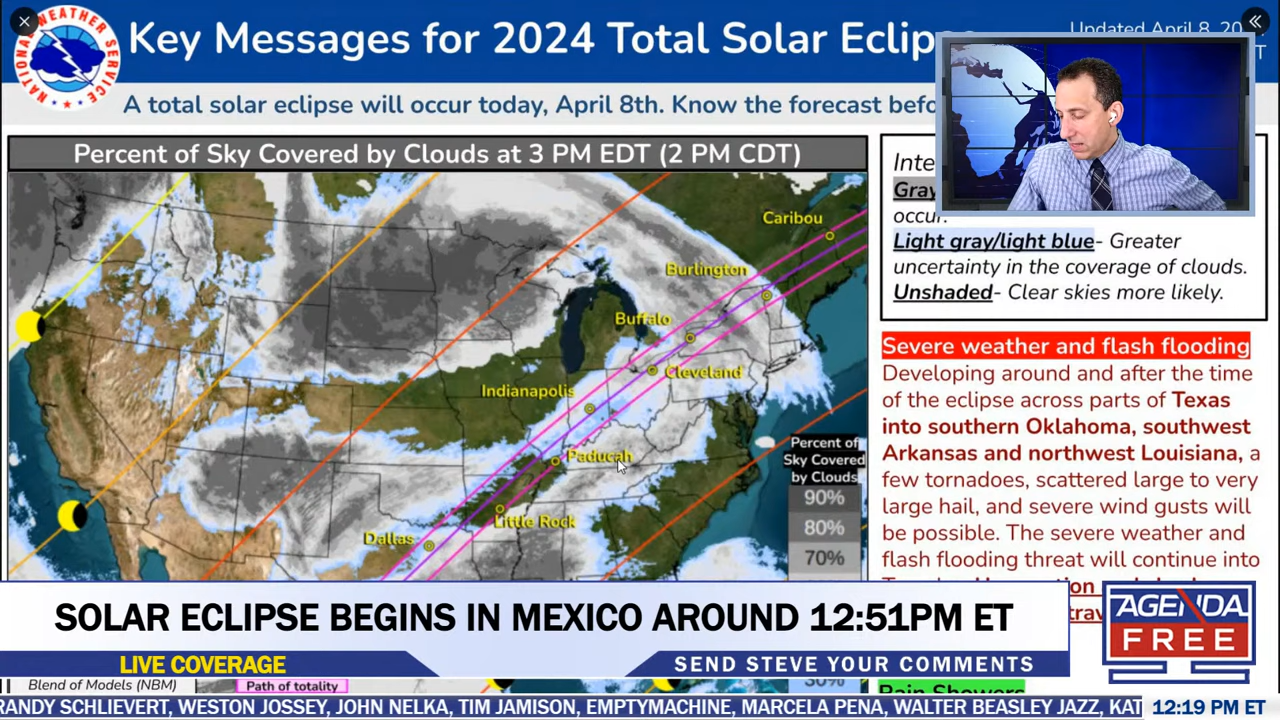 NATIONAL WEATHER SERVICE
Key Messages for 2024 Total Solar
Updated April 8,
A total solar eclipse will occur today, April 8th. Know the forecast
Percent of Sky Covered by Clouds at 3 PM EDT (2 PM CDT)
occur.
Light gray/light blue- Greater
uncertainty in the coverage of clouds.
Unshaded- Clear skies more likely.
Caribou
Burlington
Buffalo
Cleveland
Indianapolis
Paducah
Little Rock
Dallas
Percent of
Sky Covered
by Clouds
90%
80%
70%
Severe weather and flash flooding
Developing around and after the time
of the eclipse across parts of Texas
into southern Oklahoma, southwest
Arkansas and northwest Louisiana, a
few tornadoes, scattered large to very
large hail, and severe wind gusts will
be possible. The severe weather and
flash flooding threat will continue into
SOLAR ECLIPSE BEGINS IN MEXICO AROUND 12:51PM ET
AGENDA
FREE
LIVE COVERAGE
SEND STEVE YOUR COMMENTS
Blend of Models (NBM)
Path of totality
30%
Rain Showers
RANDY SCHLIEVERT, WESTON JOSSEY, JOHN NELKA, TIM JAMISON, EMPTYMACHINE, MARCELA PENA, WALTER BEASLEY JAZZ, KAT
12:19 PM ET